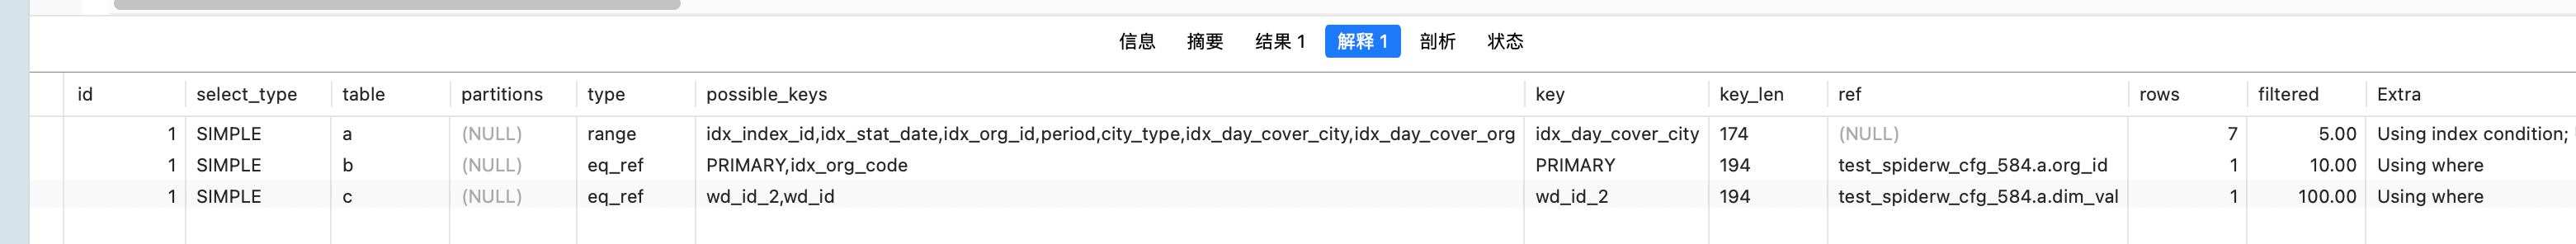 信息 摘要 结果 1 解释 1 剖析 状态
id select_type table partitions type possible_keys key key_len ref rows filtered Extra
1 SIMPLE a (NULL) range idx_index_id,idx_stat_date,idx_org_id,period,city_type,idx_day_cover_city,idx_day_cover_org idx_day_cover_city 174 (NULL) 7 5.00 Using index condition;
1 SIMPLE b (NULL) eq_ref PRIMARY,idx_org_code PRIMARY 194 test_spiderw_cfg_584.a.org_id 1 10.00 Using where
1 SIMPLE c (NULL) eq_ref wd_id_2,wd_id wd_id_2 194 test_spiderw_cfg_584.a.dim_val 1 100.00 Using where